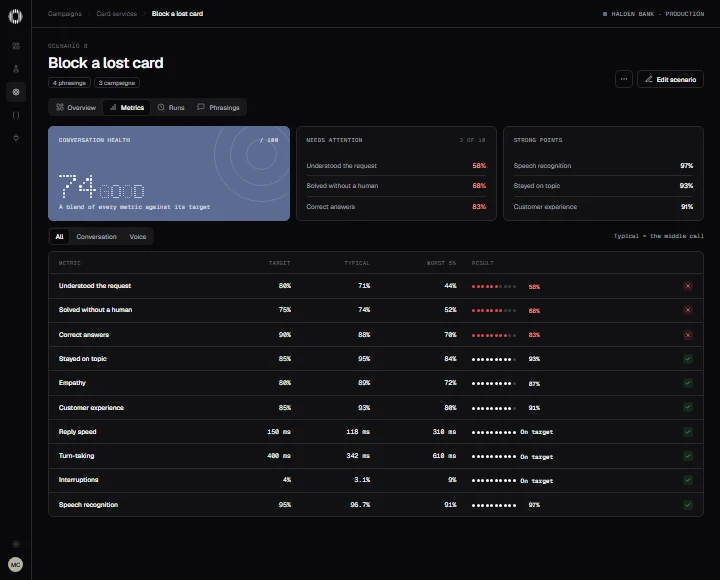 Campaigns / Card services / Block a lost card
HALDEN BANK · PRODUCTION
SCENARIO 8
Block a lost card
4 phrasings
3 campaigns
Edit scenario
Overview
Metrics
Runs
Phrasings
CONVERSATION HEALTH / 100
74 GOOD
A blend of every metric against its target
NEEDS ATTENTION 3 OF 10
Understood the request 58%
Solved without a human 68%
Correct answers 83%
STRONG POINTS
Speech recognition 97%
Stayed on topic 93%
Customer experience 91%
All Conversation Voice
Typical = the middle call
METRIC TARGET TYPICAL WORST 5% RESULT
Understood the request 80% 71% 44% 58%
Solved without a human 75% 74% 52% 68%
Correct answers 90% 88% 70% 83%
Stayed on topic 85% 95% 84% 93%
Empathy 80% 89% 72% 87%
Customer experience 85% 93% 80% 91%
Reply speed 150 ms 118 ms 310 ms On target
Turn-taking 400 ms 342 ms 610 ms On target
Interruptions 4% 3.1% 9% On target
Speech recognition 95% 96.7% 91% 97%
MC